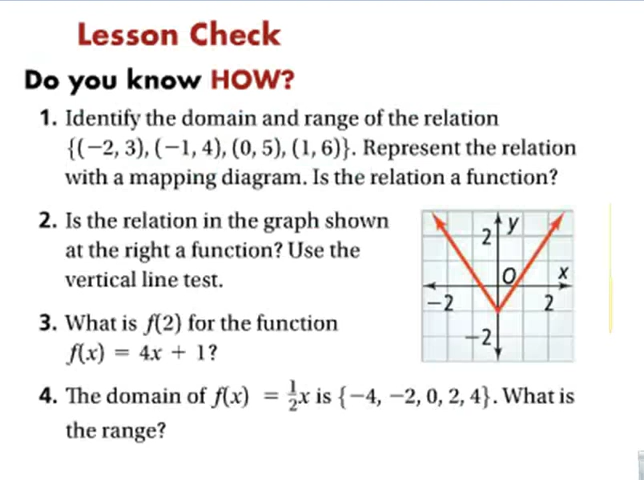 Lesson Check
Do you know HOW?
1. Identify the domain and range of the relation
{(−2, 3), (−1, 4), (0, 5), (1, 6)}. Represent the relation
with a mapping diagram. Is the relation a function?
2. Is the relation in the graph shown
at the right a function? Use the
vertical line test.
2 y
O x
−2 2
−2
3. What is f(2) for the function
f(x) = 4x + 1?
4. The domain of f(x) = 1/2 x is {−4, −2, 0, 2, 4}. What is
the range?